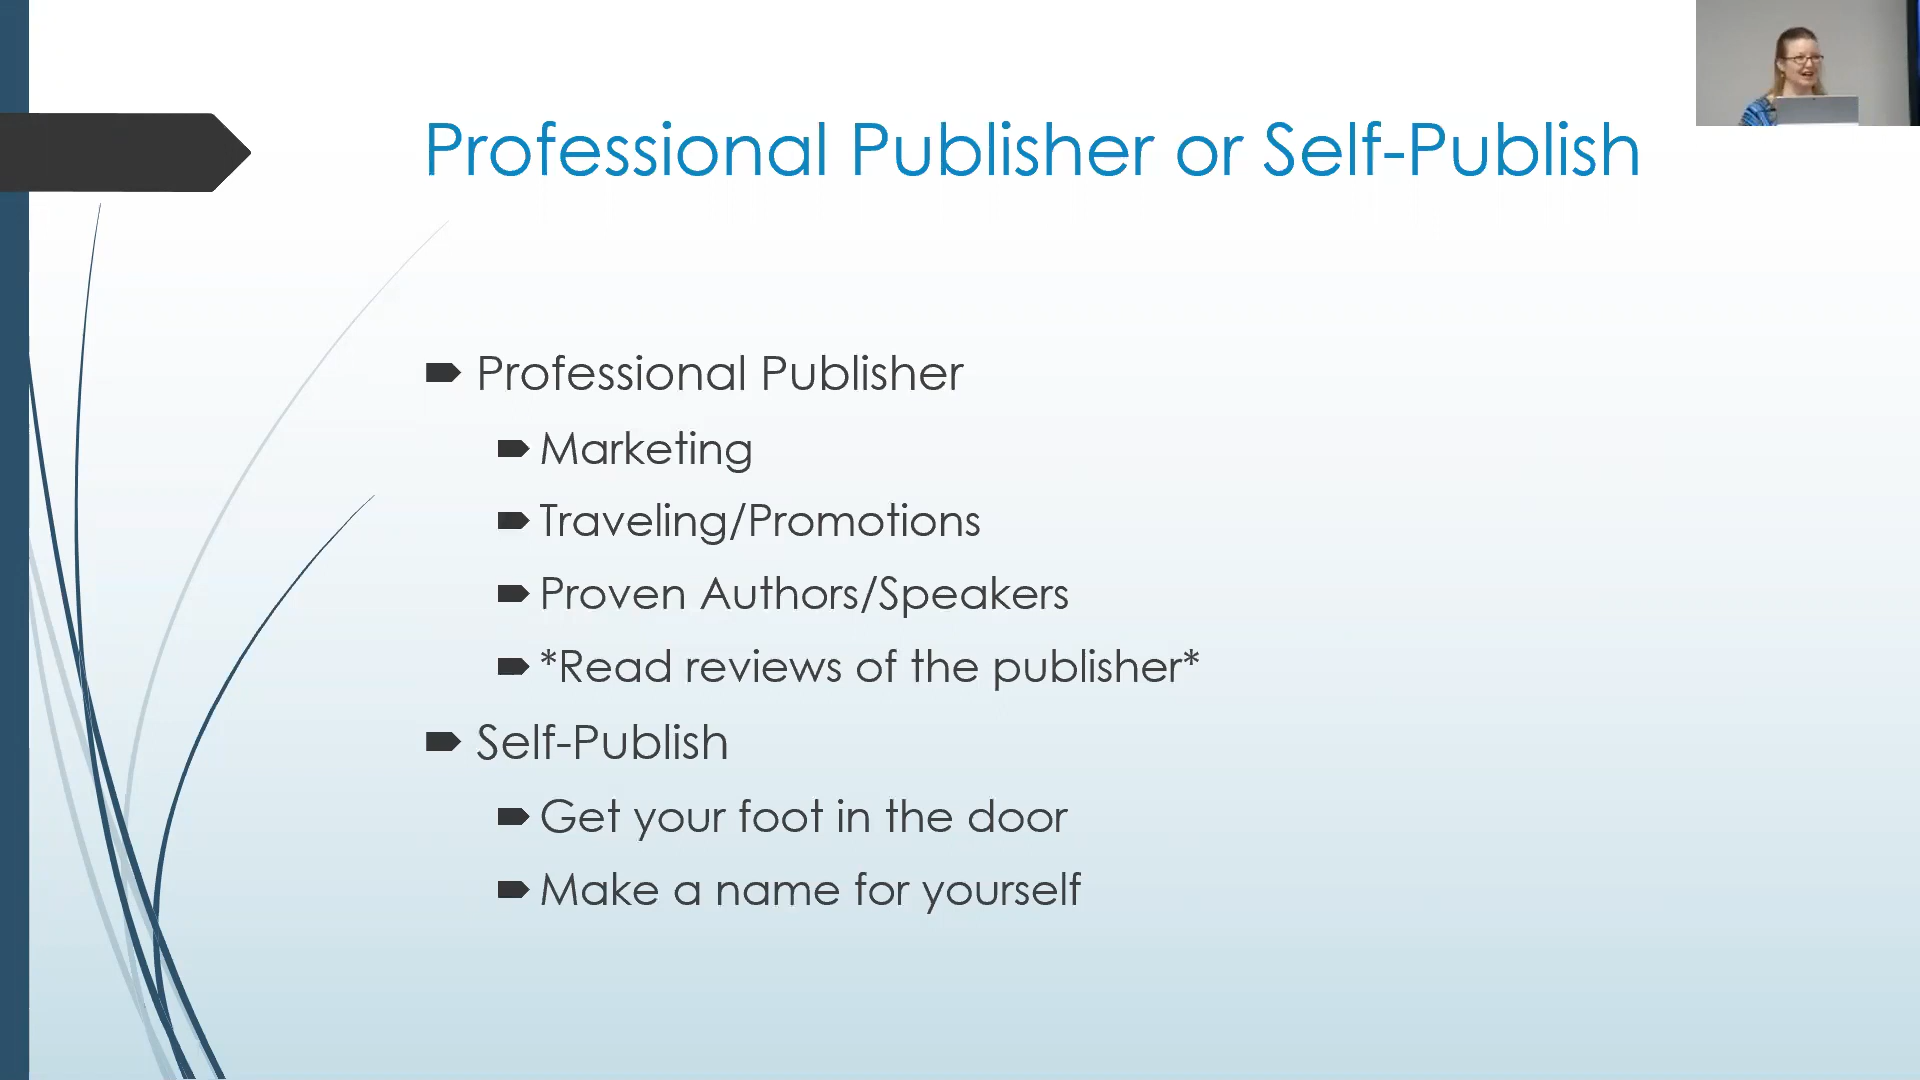 Professional Publisher or Self-Publish
Professional Publisher
Marketing
Traveling/Promotions
Proven Authors/Speakers
*Read reviews of the publisher*
Self-Publish
Get your foot in the door
Make a name for yourself